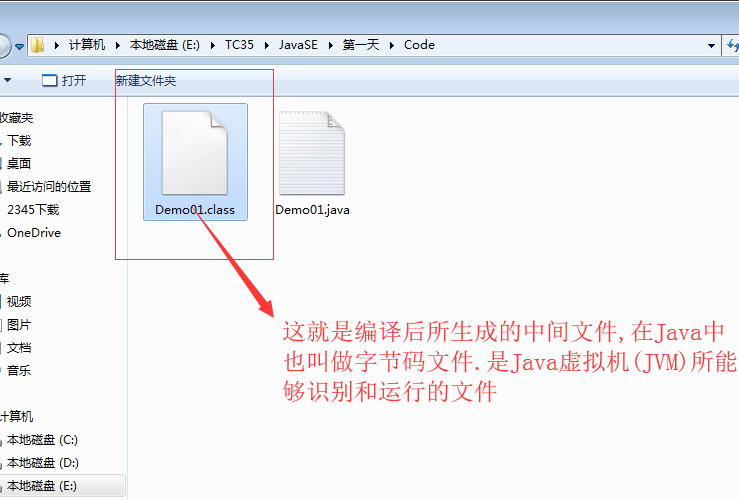 计算机 本地磁盘 (E:) TC35 JavaSE 第一天 Code
打开 新建文件夹
收藏夹
下载
桌面
最近访问的位置
2345下载
OneDrive
库
视频
图片
文档
音乐
计算机
本地磁盘 (C:)
本地磁盘 (D:)
本地磁盘 (E:)
Demo01.class Demo01.java
这就是编译后所生成的中间文件,在Java中
也叫做字节码文件.是Java虚拟机(JVM)所能
够识别和运行的文件